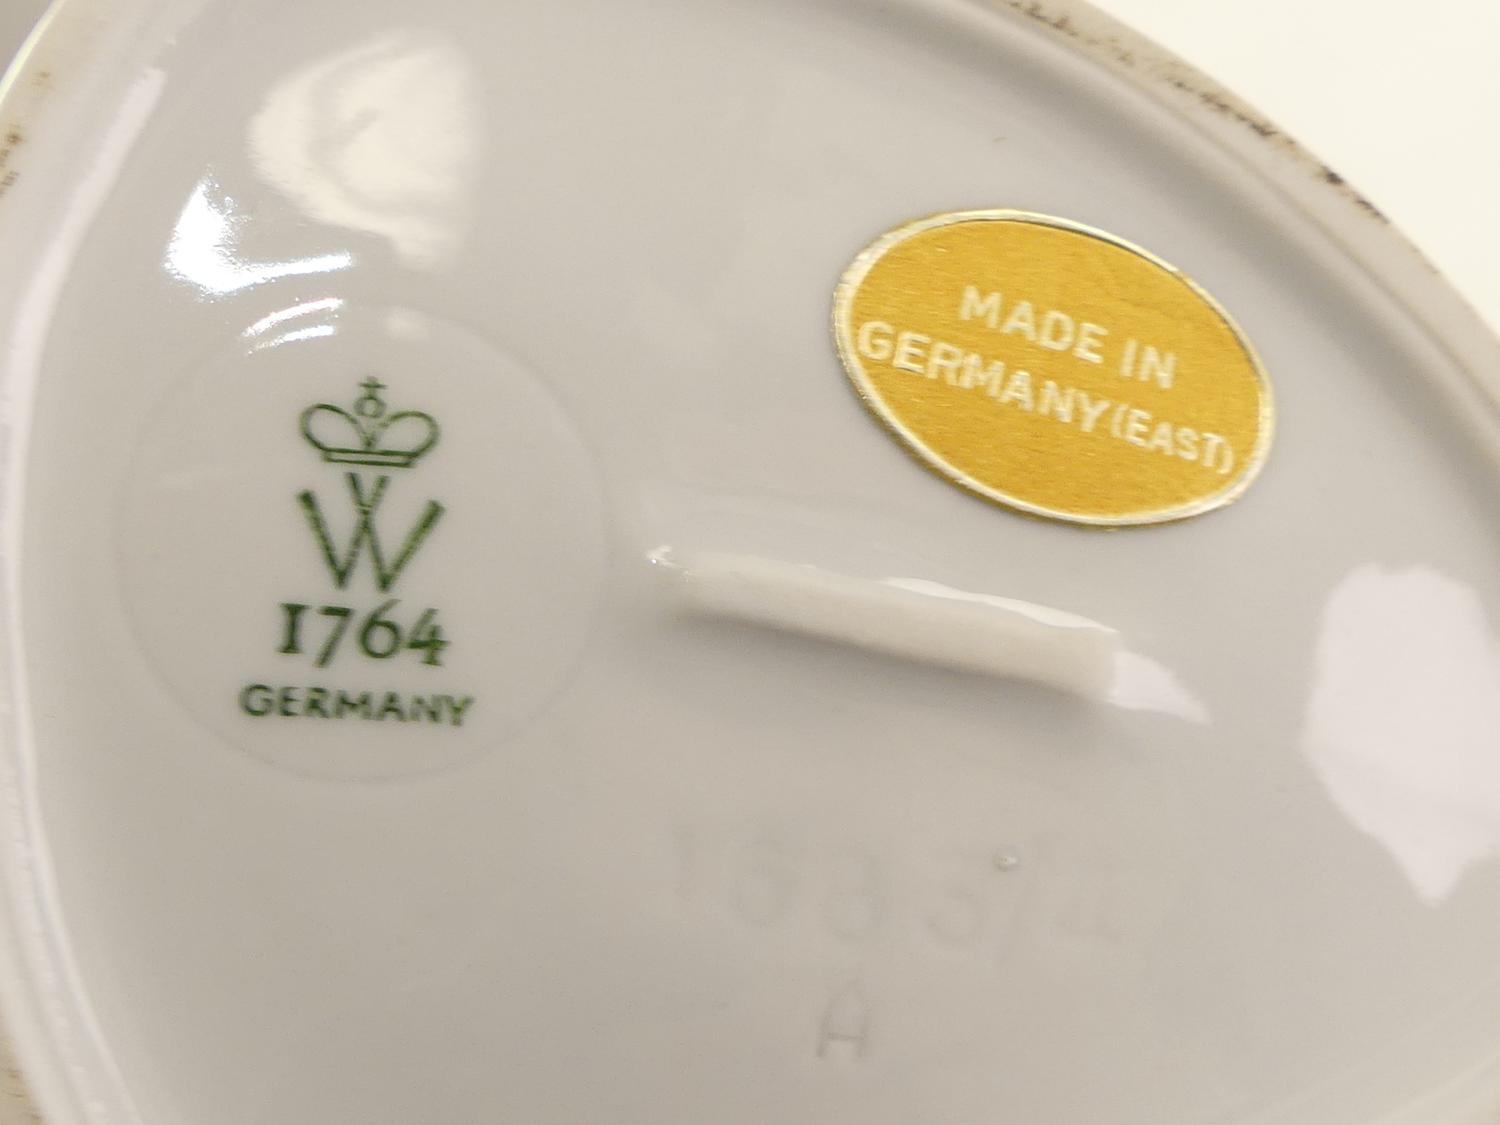 MADE IN
GERMANY (EAST)
W
1764
GERMANY
A